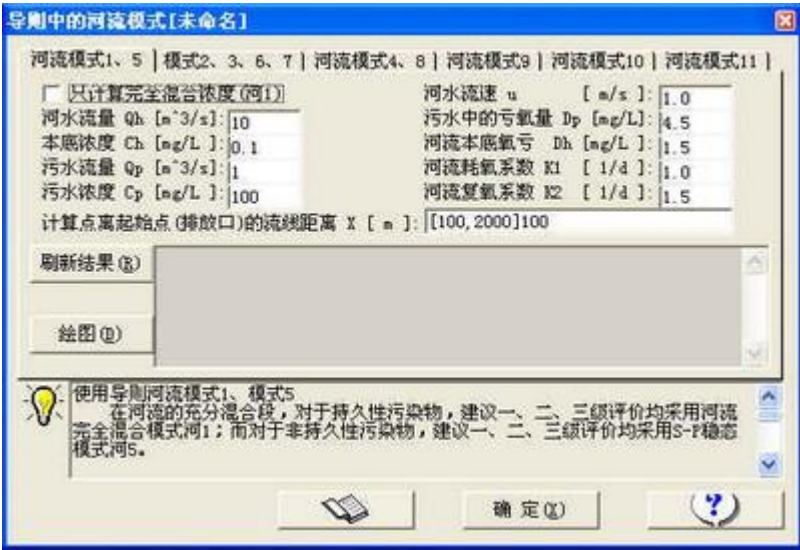 导则中的河流模式[未命名]
河流模式1、5 | 模式2、3、6、7 | 河流模式4、8 | 河流模式9 | 河流模式10 | 河流模式11
只计算完全混合浓度(河1) 河水流速 u [ m/s ]: 1.0
河水流量 Qh [m^3/s]: 10 污水中的亏氧量 Dp [mg/L]: 4.5
本底浓度 Ch [mg/L ]: 0.1 河流本底氧亏 Dh [mg/L]: 1.5
污水流量 Qp [m^3/s]: 1 河流耗氧系数 K1 [ 1/d ]: 1.0
污水浓度 Cp [mg/L ]: 100 河流复氧系数 K2 [ 1/d ]: 1.5
计算点离起始点(排放口)的流线距离 X [ m ]: [100,2000]100
刷新结果(R)
绘图(D)
使用导则河流模式1、模式5
在河流的充分混合段，对于持久性污染物，建议一、二、三级评价均采用河流
完全混合模式河1；而对于非持久性污染物，建议一、二、三级评价均采用S-P稳态
模式河5。
确 定(X)
?